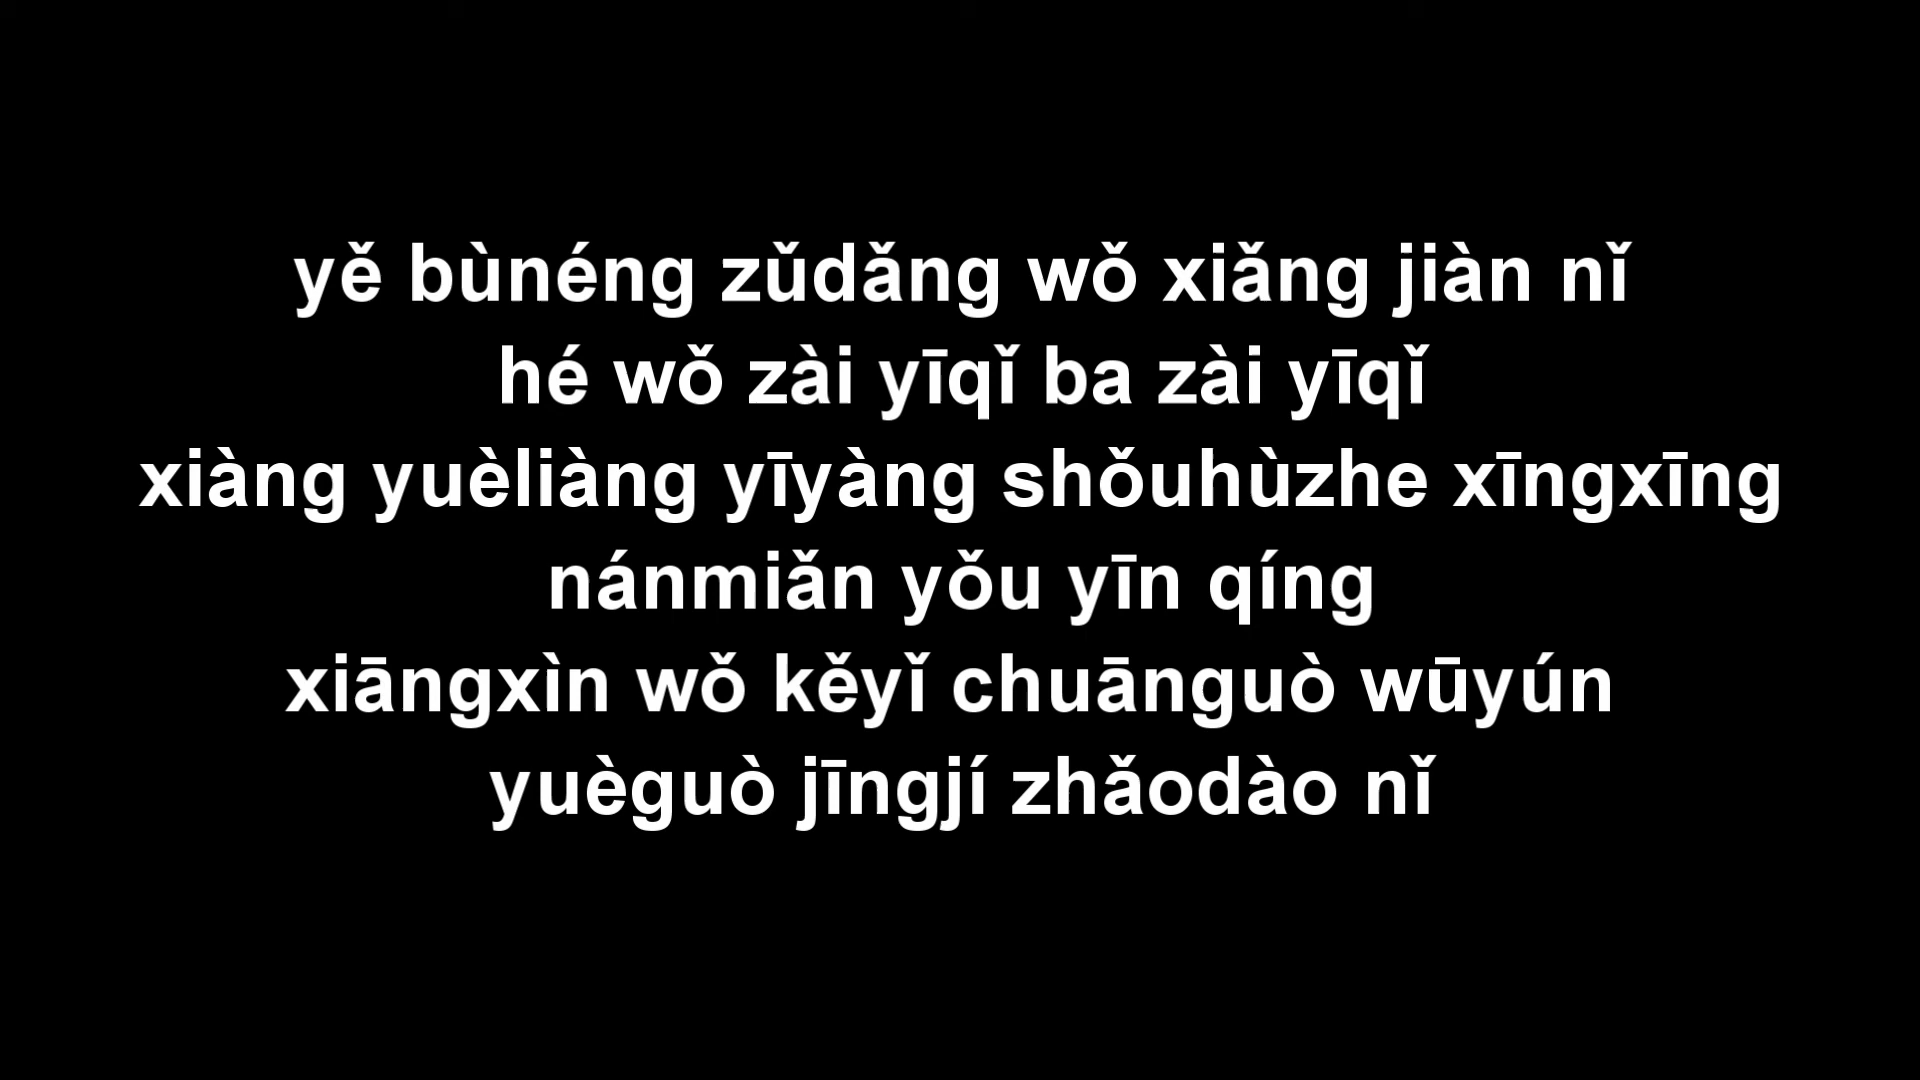 yě bùnéng zǔdǎng wǒ xiǎng jiàn nǐ
hé wǒ zài yīqǐ ba zài yīqǐ
xiàng yuèliàng yīyàng shǒuhùzhe xīngxīng
nánmiǎn yǒu yīn qíng
xiāngxìn wǒ kěyǐ chuānguò wūyún
yuèguò jīngjí zhǎodào nǐ